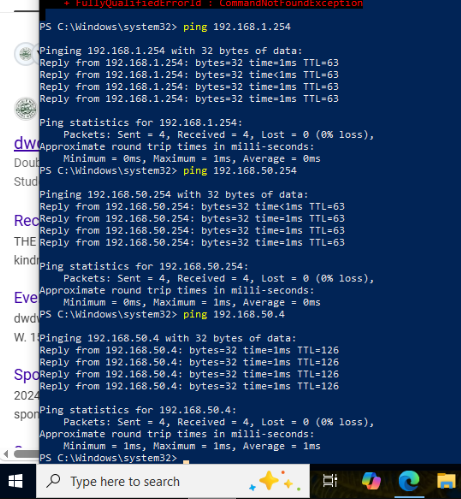 + FullyQualifiedErrorId : CommandNotFoundException
PS C:\Windows\system32> ping 192.168.1.254
Pinging 192.168.1.254 with 32 bytes of data:
Reply from 192.168.1.254: bytes=32 time=1ms TTL=63
Reply from 192.168.1.254: bytes=32 time<1ms TTL=63
Reply from 192.168.1.254: bytes=32 time=1ms TTL=63
Reply from 192.168.1.254: bytes=32 time=1ms TTL=63
Ping statistics for 192.168.1.254:
Packets: Sent = 4, Received = 4, Lost = 0 (0% loss),
Approximate round trip times in milli-seconds:
Minimum = 0ms, Maximum = 1ms, Average = 0ms
PS C:\Windows\system32> ping 192.168.50.254
Pinging 192.168.50.254 with 32 bytes of data:
Reply from 192.168.50.254: bytes=32 time<1ms TTL=63
Reply from 192.168.50.254: bytes=32 time=1ms TTL=63
Reply from 192.168.50.254: bytes=32 time=1ms TTL=63
Reply from 192.168.50.254: bytes=32 time=1ms TTL=63
Ping statistics for 192.168.50.254:
Packets: Sent = 4, Received = 4, Lost = 0 (0% loss),
Approximate round trip times in milli-seconds:
Minimum = 0ms, Maximum = 1ms, Average = 0ms
PS C:\Windows\system32> ping 192.168.50.4
Pinging 192.168.50.4 with 32 bytes of data:
Reply from 192.168.50.4: bytes=32 time=1ms TTL=126
Reply from 192.168.50.4: bytes=32 time=1ms TTL=126
Reply from 192.168.50.4: bytes=32 time=1ms TTL=126
Reply from 192.168.50.4: bytes=32 time=1ms TTL=126
Ping statistics for 192.168.50.4:
Packets: Sent = 4, Received = 4, Lost = 0 (0% loss),
Approximate round trip times in milli-seconds:
Minimum = 1ms, Maximum = 1ms, Average = 1ms
PS C:\Windows\system32>
dwd
Doub
Stud
Rec
THE
kindr
Eve
dwdv
W. 1
Spo
2024
spon
Type here to search